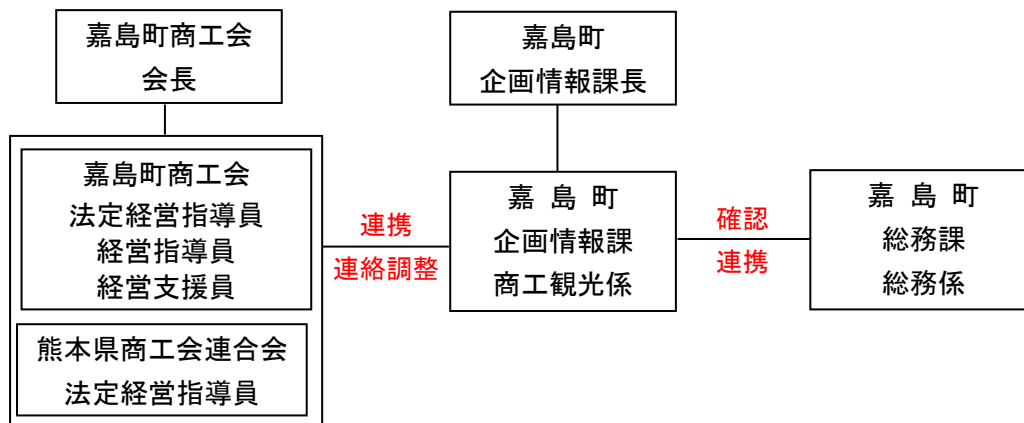 嘉島町商工会
会長
嘉島町
企画情報課長
嘉島町商工会
法定経営指導員
経営指導員
経営支援員
熊本県商工会連合会
法定経営指導員
連携
連絡調整
嘉 島 町
企画情報課
商工観光係
確認
連携
嘉 島 町
総務課
総務係